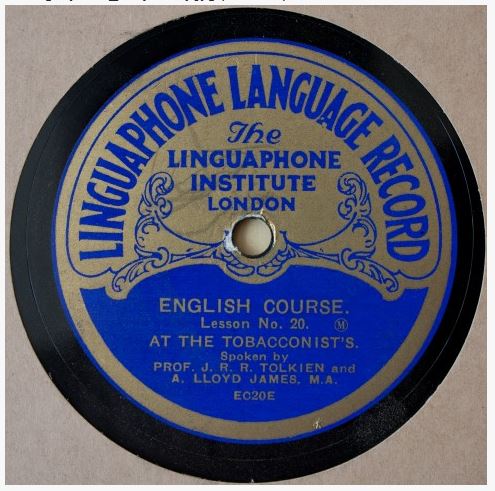 LINGUAPHONE LANGUAGE RECORD
The
LINGUAPHONE
INSTITUTE
LONDON
ENGLISH COURSE.
Lesson No. 20. Ⓜ
AT THE TOBACCONIST'S.
Spoken by
PROF. J. R. R. TOLKIEN and
A. LLOYD JAMES, M.A.
EC20E